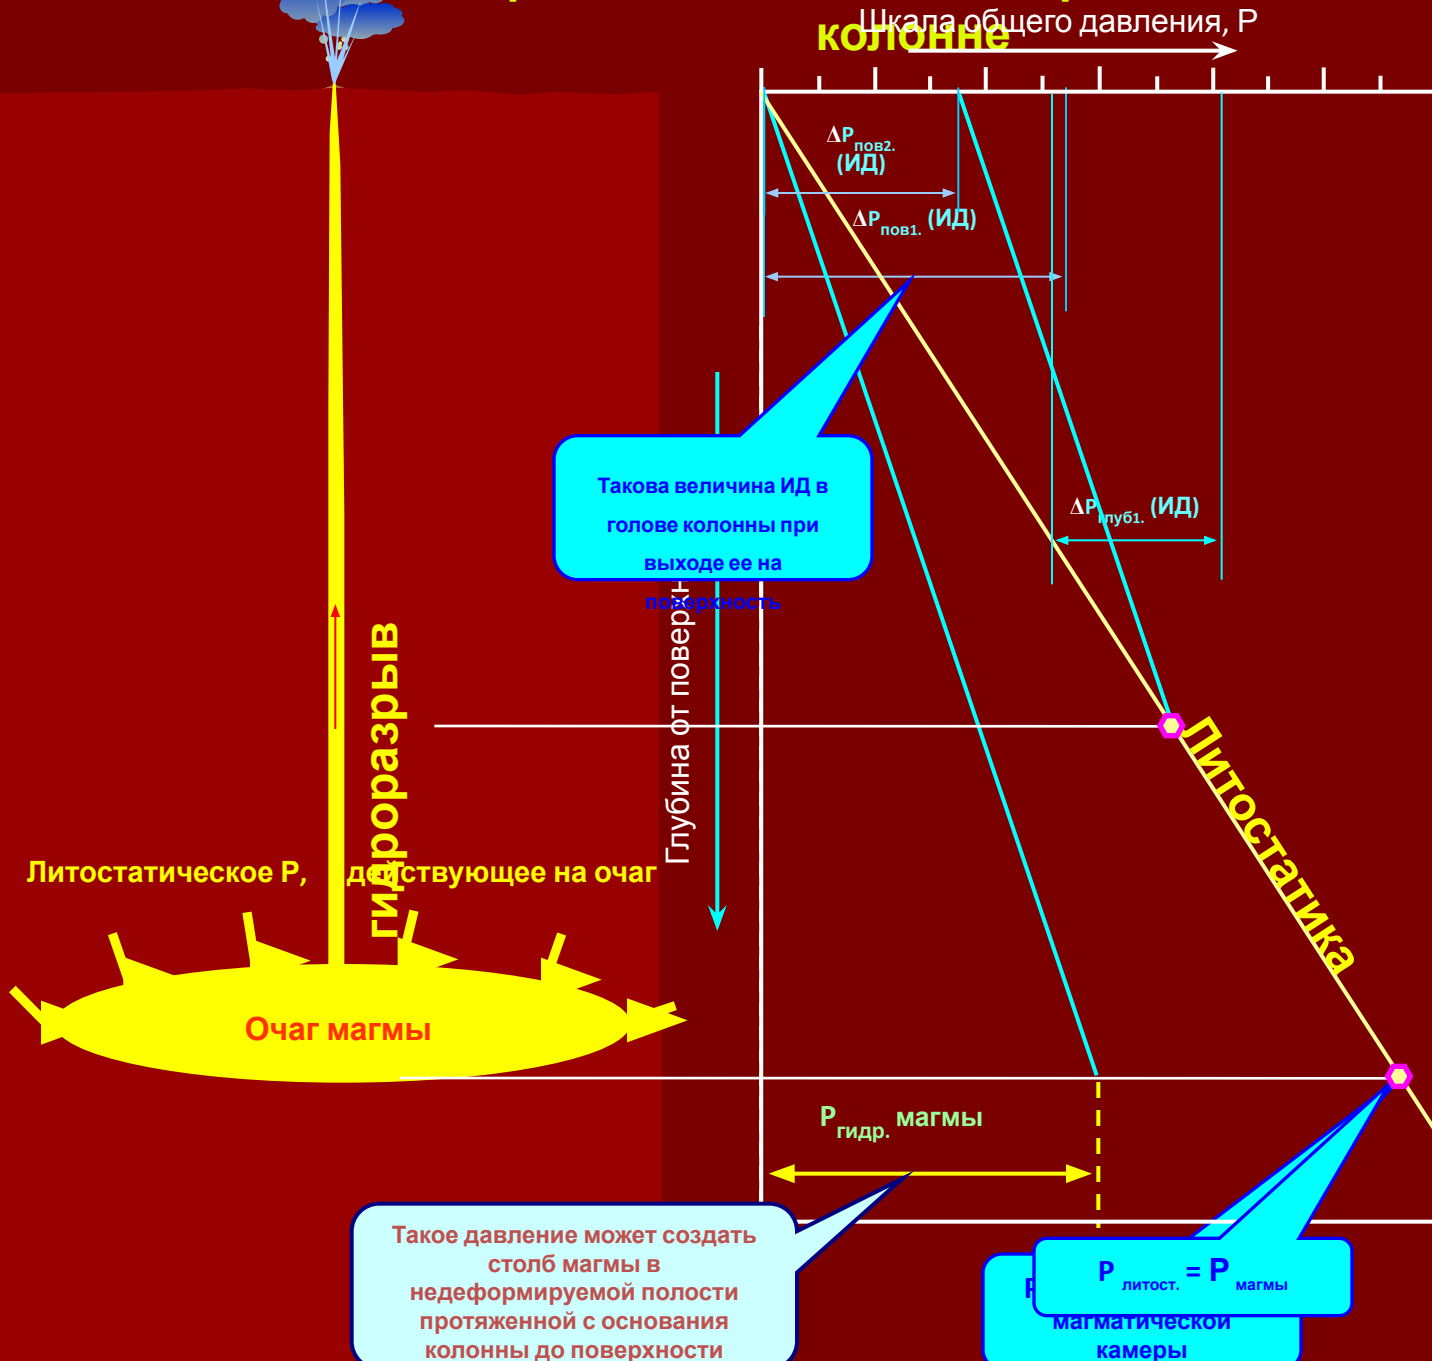 колонне
Шкала общего давления, Р
ΔP пов2.
(ИД)
ΔP пов1. (ИД)
Такова величина ИД в
голове колонны при
выходе ее на
поверхность
ΔP глуб1. (ИД)
Глубина от
гидроразрыв
Литостатика
Литостатическое Р, действующее на очаг
Очаг магмы
P гидр. магмы
Такое давление может создать
столб магмы в
недеформируемой полости
протяженной с основания
колонны до поверхности
P литост. = P магмы
магматической
камеры